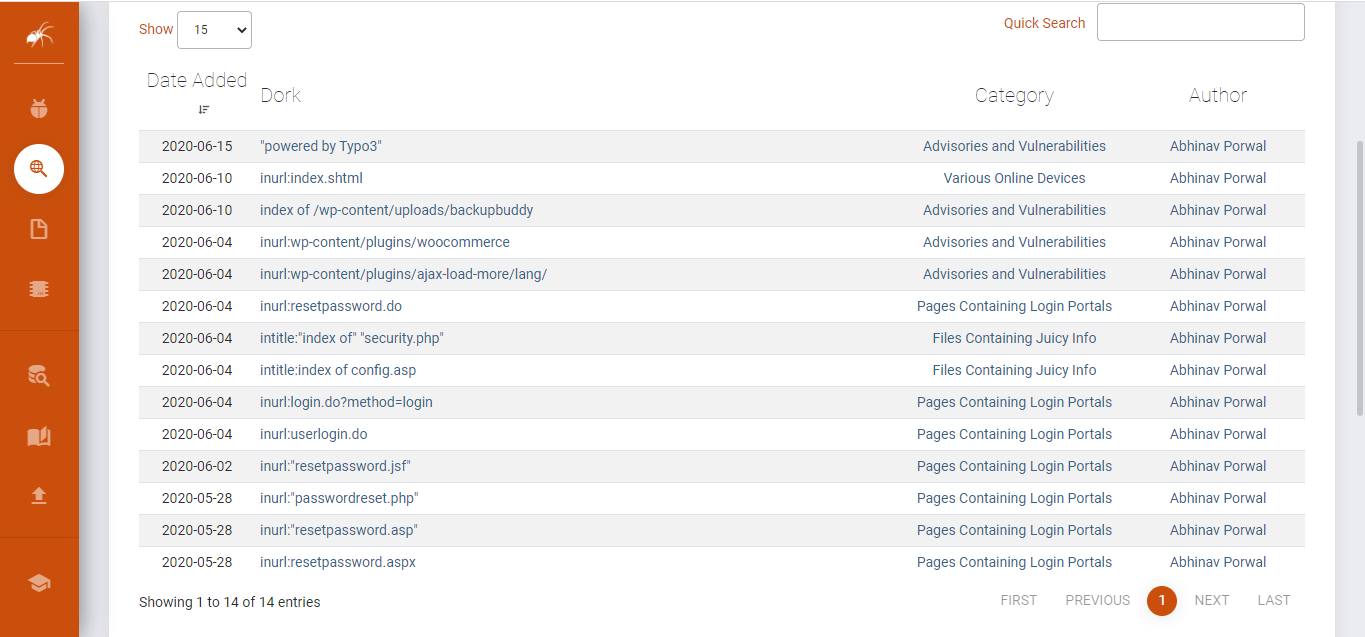 Show 15 Quick Search
Date Added Dork Category Author
2020-06-15 "powered by Typo3" Advisories and Vulnerabilities Abhinav Porwal
2020-06-10 inurl:index.shtml Various Online Devices Abhinav Porwal
2020-06-10 index of /wp-content/uploads/backupbuddy Advisories and Vulnerabilities Abhinav Porwal
2020-06-04 inurl:wp-content/plugins/woocommerce Advisories and Vulnerabilities Abhinav Porwal
2020-06-04 inurl:wp-content/plugins/ajax-load-more/lang/ Advisories and Vulnerabilities Abhinav Porwal
2020-06-04 inurl:resetpassword.do Pages Containing Login Portals Abhinav Porwal
2020-06-04 intitle:"index of" "security.php" Files Containing Juicy Info Abhinav Porwal
2020-06-04 intitle:index of config.asp Files Containing Juicy Info Abhinav Porwal
2020-06-04 inurl:login.do?method=login Pages Containing Login Portals Abhinav Porwal
2020-06-04 inurl:userlogin.do Pages Containing Login Portals Abhinav Porwal
2020-06-02 inurl:"resetpassword.jsf" Pages Containing Login Portals Abhinav Porwal
2020-05-28 inurl:"passwordreset.php" Pages Containing Login Portals Abhinav Porwal
2020-05-28 inurl:"resetpassword.asp" Pages Containing Login Portals Abhinav Porwal
2020-05-28 inurl:resetpassword.aspx Pages Containing Login Portals Abhinav Porwal
Showing 1 to 14 of 14 entries FIRST PREVIOUS 1 NEXT LAST